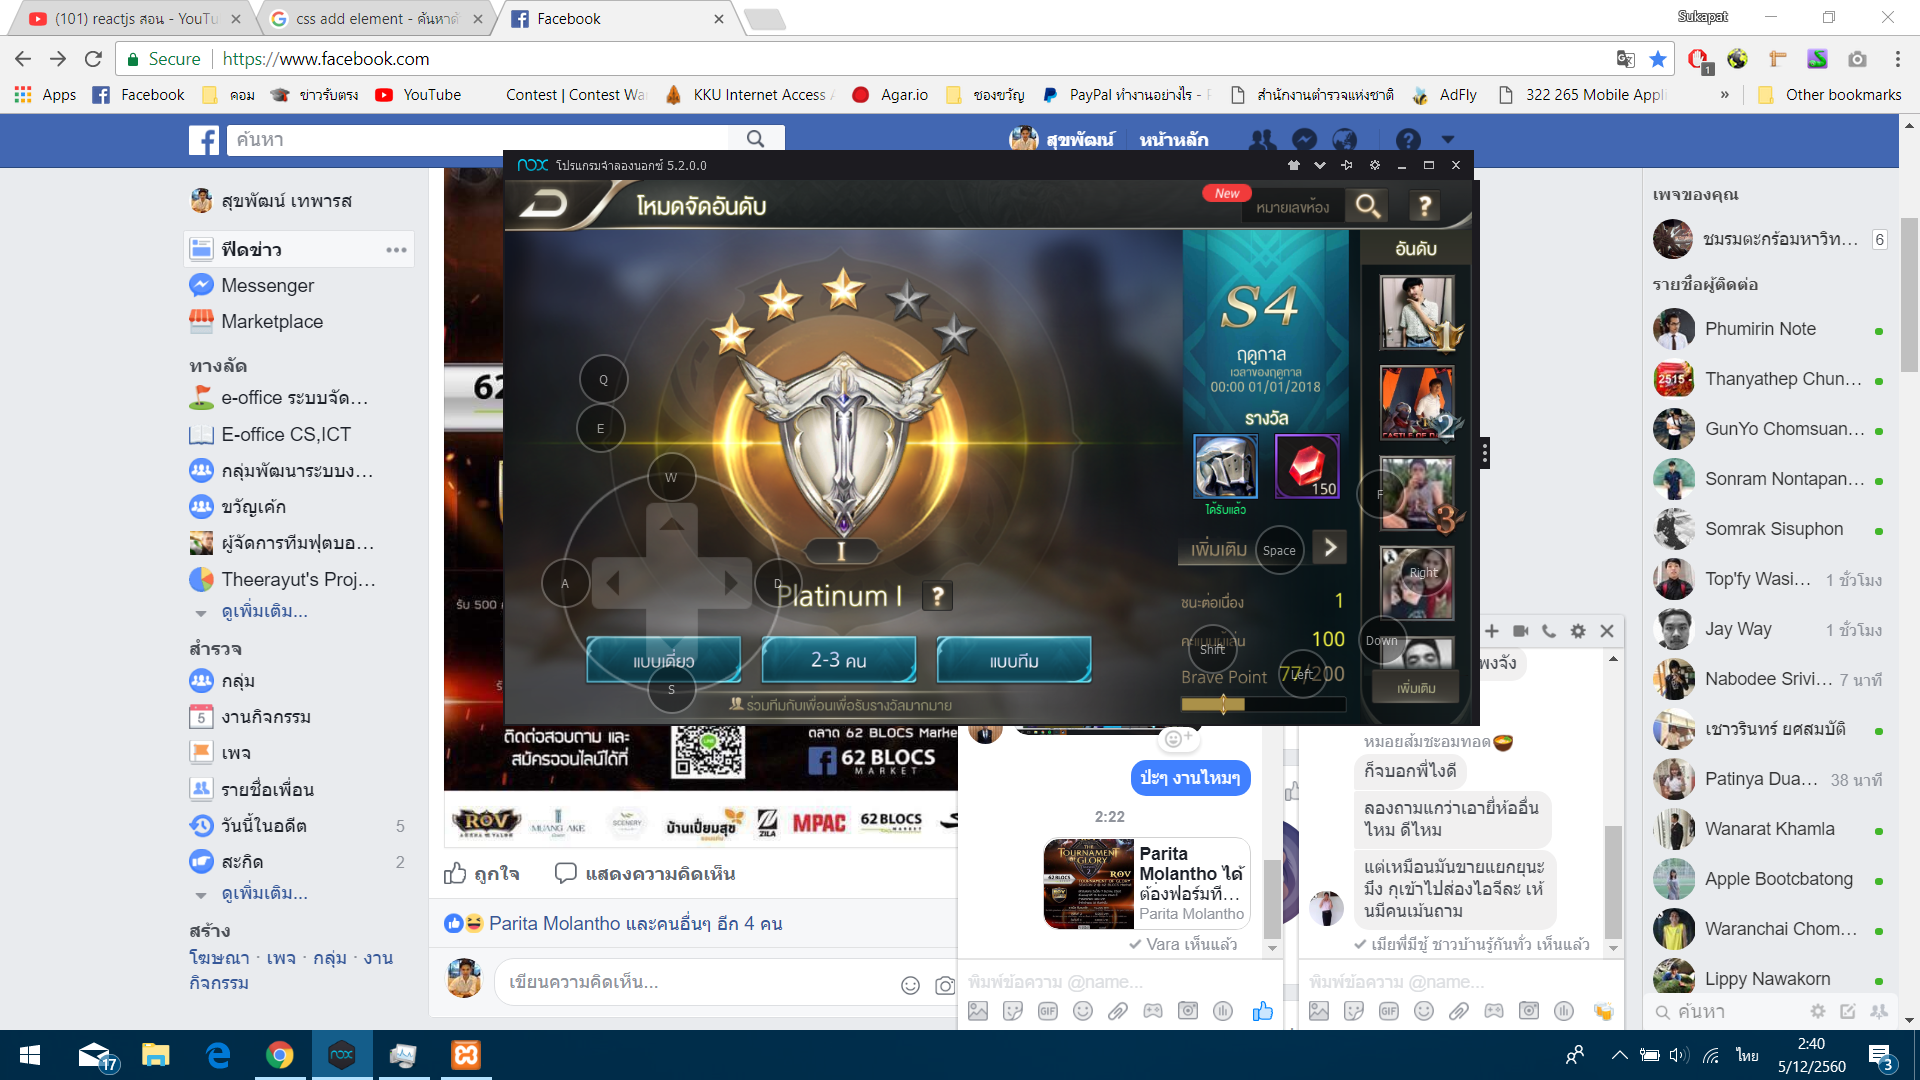 (101) reactjs สอน - YouTu
css add element - ค้นหาด้
Facebook
Sukapat
Secure
https://www.facebook.com
1
Apps
Facebook
คอม
ข่าวรับตรง
YouTube
Contest | Contest War
KKU Internet Access A
Agar.io
ของขวัญ
PayPal ทำงานอย่างไร - P
สำนักงานตำรวจแห่งชาติ
AdFly
322 265 Mobile Appli
»
Other bookmarks
ค้นหา
สุขพัฒน์
หน้าหลัก
สุขพัฒน์ เทพารส
ฟีดข่าว
Messenger
Marketplace
ทางลัด
e-office ระบบจัด...
E-office CS,ICT
กลุ่มพัฒนาระบบง...
ขวัญเค้ก
ผู้จัดการทีมฟุตบอ...
Theerayut's Proj...
ดูเพิ่มเติม...
สำรวจ
กลุ่ม
งานกิจกรรม
เพจ
รายชื่อเพื่อน
วันนี้ในอดีต 5
สะกิด 2
ดูเพิ่มเติม...
สร้าง
โฆษณา · เพจ · กลุ่ม · งาน
กิจกรรม
nox โปรแกรมจำลองนอกซ์ 5.2.0.0
โหมดจัดอันดับ
New
หมายเลขห้อง
?
Q
E
W
A
D
S
I
Platinum I
?
แบบเดี่ยว
2-3 คน
แบบทีม
ร่วมทีมกับเพื่อนเพื่อรับรางวัลมากมาย
S4
ฤดูกาล
เวลาของฤดูกาล
00:00 01/01/2018
รางวัล
150
ได้รับแล้ว
เพิ่มเติม
Space
ชนะต่อเนื่อง 1
คะแนนผู้เล่น 100
Shift
Brave Point 77/200
Left
อันดับ
1
2
3
F
Right
Down
เพิ่มเติม
62
รับ 500
ติดต่อสอบถาม และ
สมัครออนไลน์ได้ที่
LINE
ตลาด 62 BLOCS Marke
62 BLOCS
MARKET
ROV
MUANG AKE
SCENERY
บ้านเปี่ยมสุข
ZILA
MPAC
62 BLOCS
ถูกใจ
แสดงความคิดเห็น
Parita Molantho และคนอื่นๆ อีก 4 คน
เขียนความคิดเห็น...
ป่ะๆ งานไหมๆ
2:22
THE TOURNAMENT OF GLORY
62 BLOCS
ROV
Parita
Molantho ได้
ต้องฟอร์มที...
Parita Molantho
Vara เห็นแล้ว
พิมพ์ข้อความ @name...
GIF
พงจัง
หมอยส้มชะอมทอด
ก็จบอกพี่ไงดี
ลองถามแกว่าเอายี่ห้ออื่น
ไหม ดีไหม
แต่เหมือนมันขายแยกยุนะ
มึง กุเข้าไปส่องไอจีละ เห้
นมีคนเม้นถาม
เมียพี่มีชู้ ชาวบ้านรู้กันทั่ว เห็นแล้ว
พิมพ์ข้อความ @name...
GIF
เพจของคุณ
ชมรมตะกร้อมหาวิท... 6
รายชื่อผู้ติดต่อ
Phumirin Note
Thanyathep Chun...
GunYo Chomsuan...
Sonram Nontapan...
Somrak Sisuphon
Top'fy Wasi... 1 ชั่วโมง
Jay Way 1 ชั่วโมง
Nabodee Srivi... 7 นาที
เชาวรินทร์ ยศสมบัติ
Patinya Dua... 38 นาที
Wanarat Khamla
Apple Bootcbatong
Waranchai Chom...
Lippy Nawakorn
ค้นหา
17
nox
ไทย
2:40
5/12/2560
3